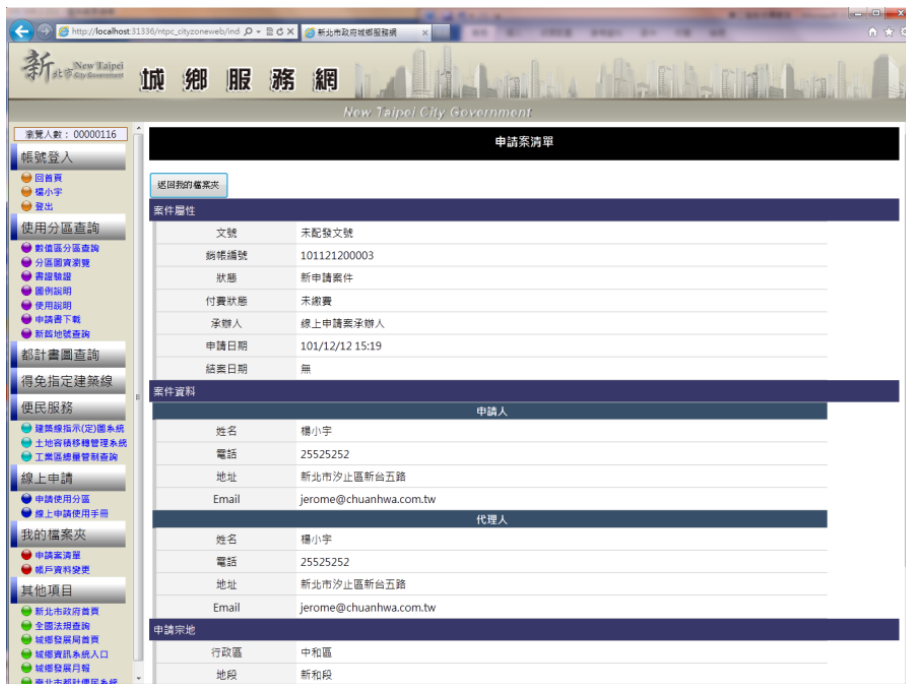 http://localhost:31336/ntpc_cityzoneweb/ind
新北市政府城鄉服務網
新北市 New Taipei City Government
城鄉服務網
New Taipei City Government
瀏覽人數： 00000116
帳號登入
回首頁
楊小宇
登出
使用分區查詢
數值區分區查詢
分區圖資瀏覽
書證驗證
圖例說明
使用說明
申請書下載
新舊地號查詢
都計書圖查詢
得免指定建築線
便民服務
建築線指示(定)圖系統
土地容積移轉管理系統
工業區總量管制查詢
線上申請
申請使用分區
線上申請使用手冊
我的檔案夾
申請案清單
帳戶資料變更
其他項目
新北市政府首頁
全國法規查詢
城鄉發展局首頁
城鄉資訊系統入口
城鄉發展月報
臺北市都計便民系統
申請案清單
返回我的檔案夾
案件屬性
文號 未配發文號
銷帳編號 101121200003
狀態 新申請案件
付費狀態 未繳費
承辦人 線上申請案承辦人
申請日期 101/12/12 15:19
結案日期 無
案件資料
申請人
姓名 楊小宇
電話 25525252
地址 新北市汐止區新台五路
Email jerome@chuanhwa.com.tw
代理人
姓名 楊小宇
電話 25525252
地址 新北市汐止區新台五路
Email jerome@chuanhwa.com.tw
申請宗地
行政區 中和區
地段 新和段